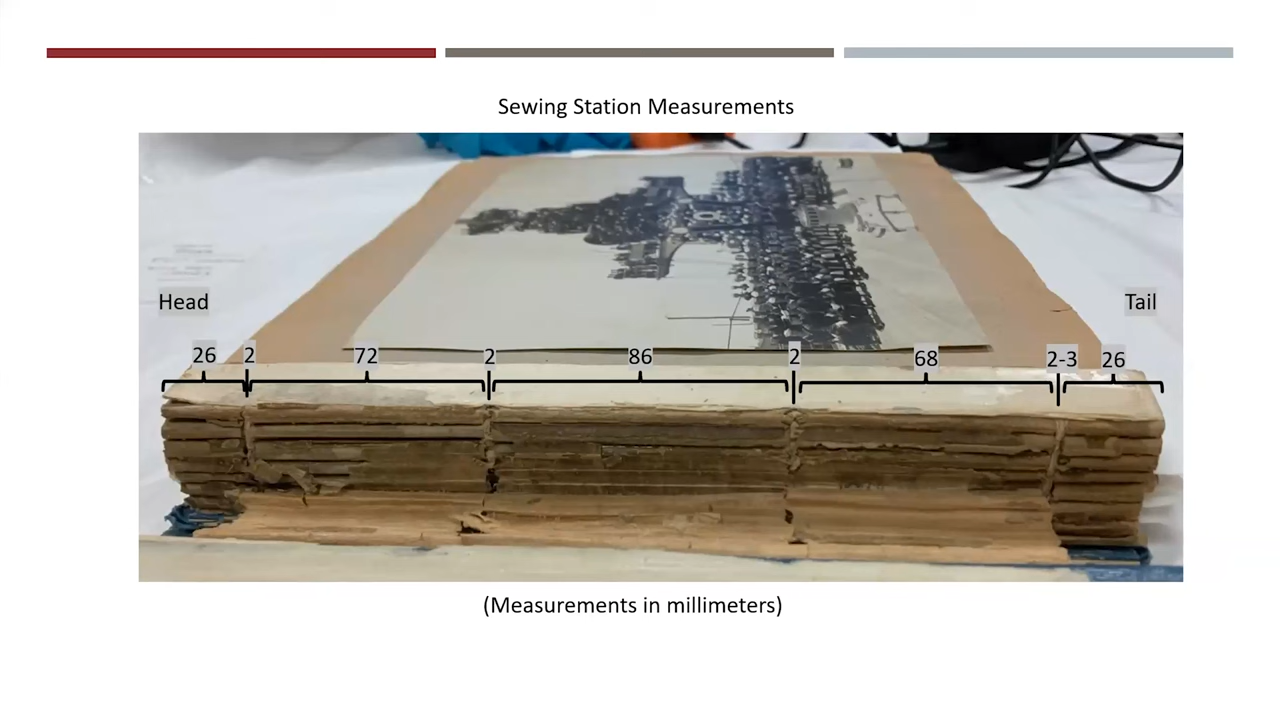 Sewing Station Measurements
Head
Tail
26 2 72 2 86 2 68 2-3 26
(Measurements in millimeters)